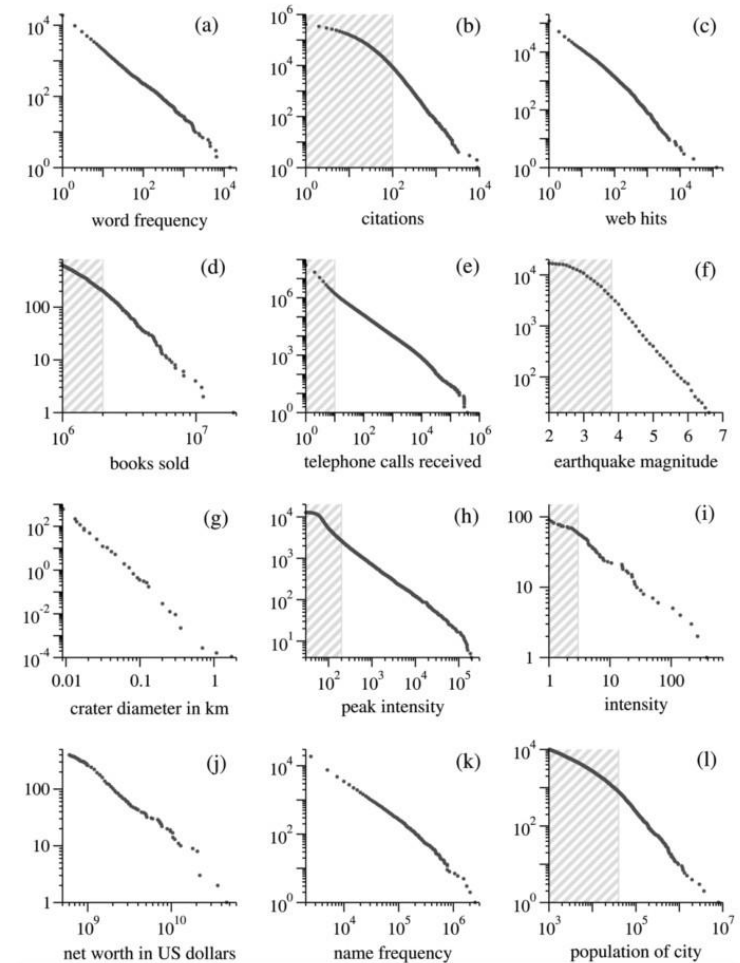 (a)
10^4
10^2
10^0
10^0 10^2 10^4
word frequency
(b)
10^6
10^4
10^2
10^0
10^0 10^2 10^4
citations
(c)
10^4
10^2
10^0
10^0 10^2 10^4
web hits
(d)
100
10
1
10^6 10^7
books sold
(e)
10^6
10^3
10^0
10^0 10^2 10^4 10^6
telephone calls received
(f)
10^4
10^3
10^2
2 3 4 5 6 7
earthquake magnitude
(g)
10^2
10^0
10^-2
10^-4
0.01 0.1 1
crater diameter in km
(h)
10^4
10^3
10^2
10^1
10^2 10^3 10^4 10^5
peak intensity
(i)
100
10
1
1 10 100
intensity
(j)
100
10
1
10^9 10^10
net worth in US dollars
(k)
10^4
10^2
10^0
10^4 10^5 10^6
name frequency
(l)
10^4
10^2
10^0
10^3 10^5 10^7
population of city